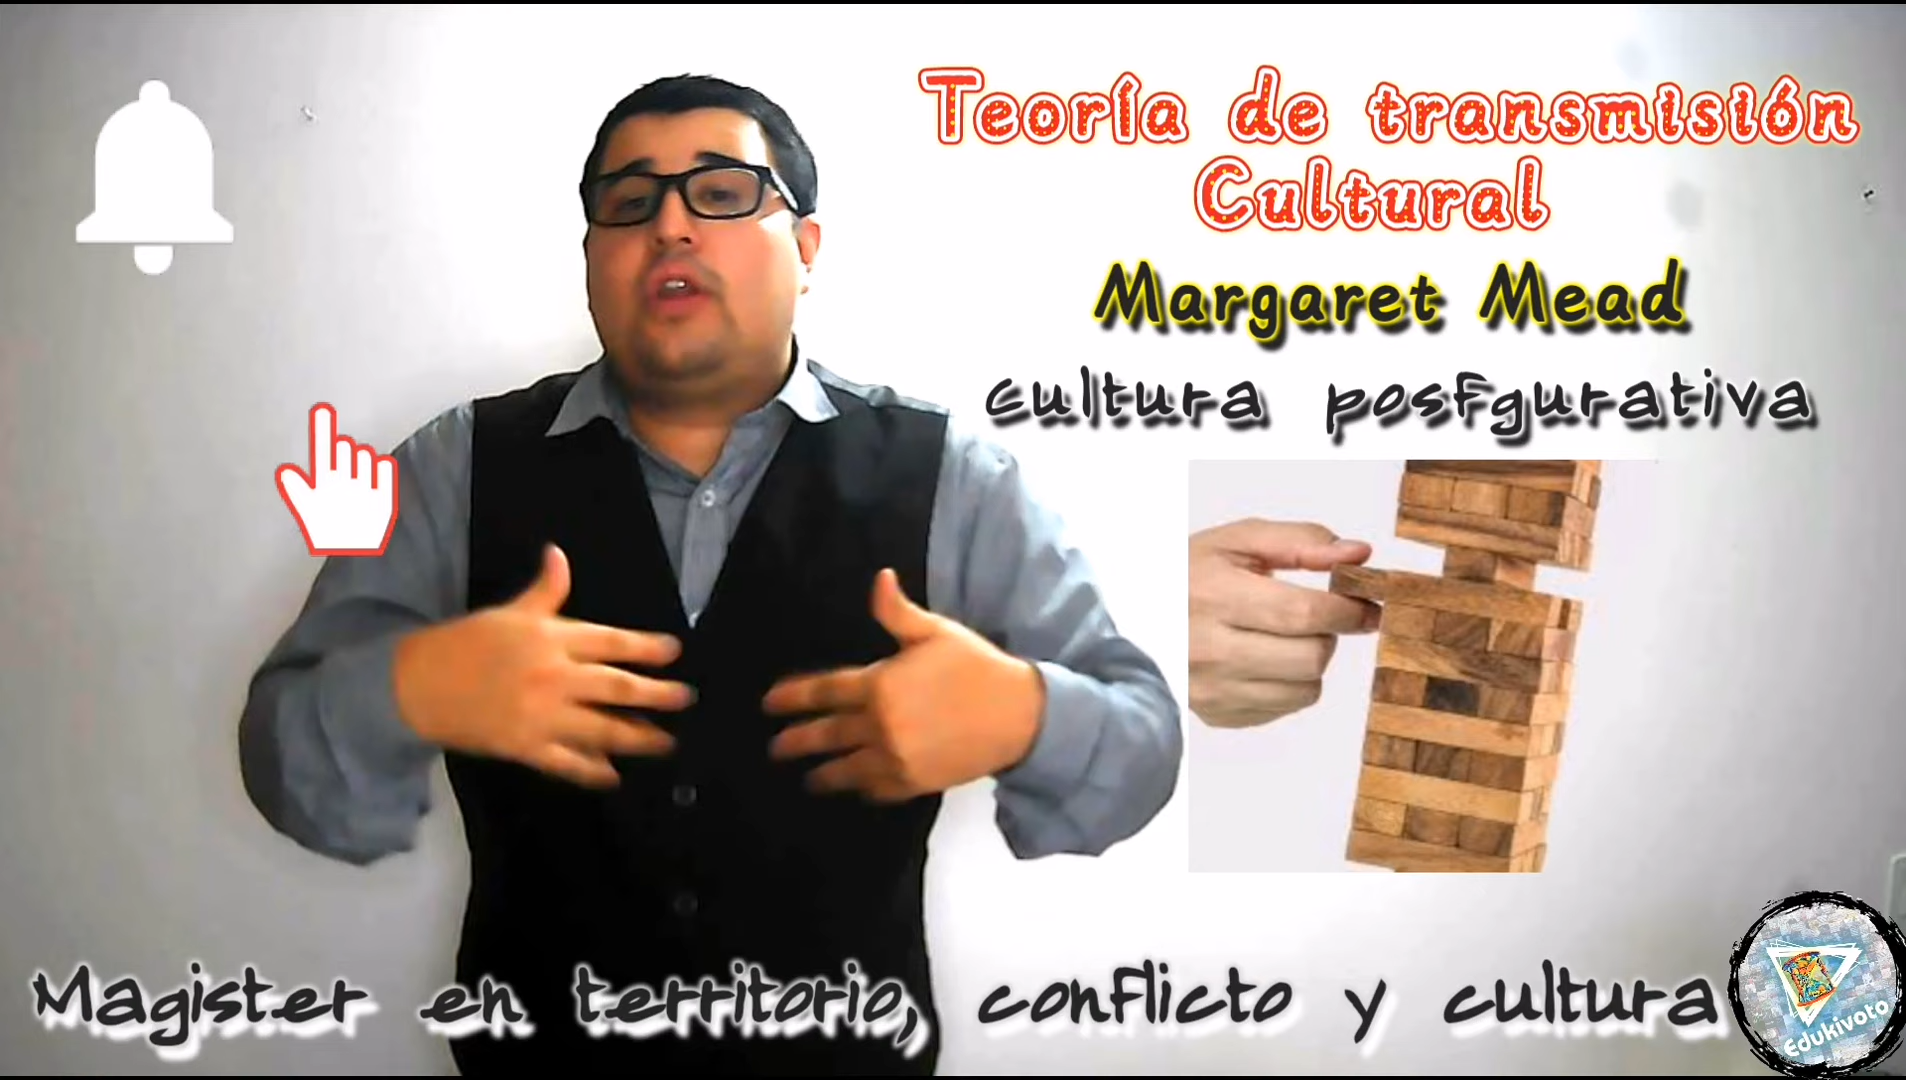 Teoría de transmisión
Cultural
Margaret Mead
cultura posfgurativa
Magister en territorio, conflicto y cultura
Edukivoto